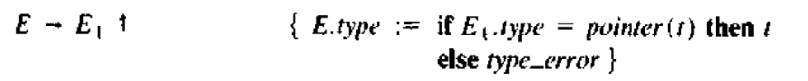 E → E₁ ↑ { E.type := if E₁.type = pointer(t) then t
else type_error }